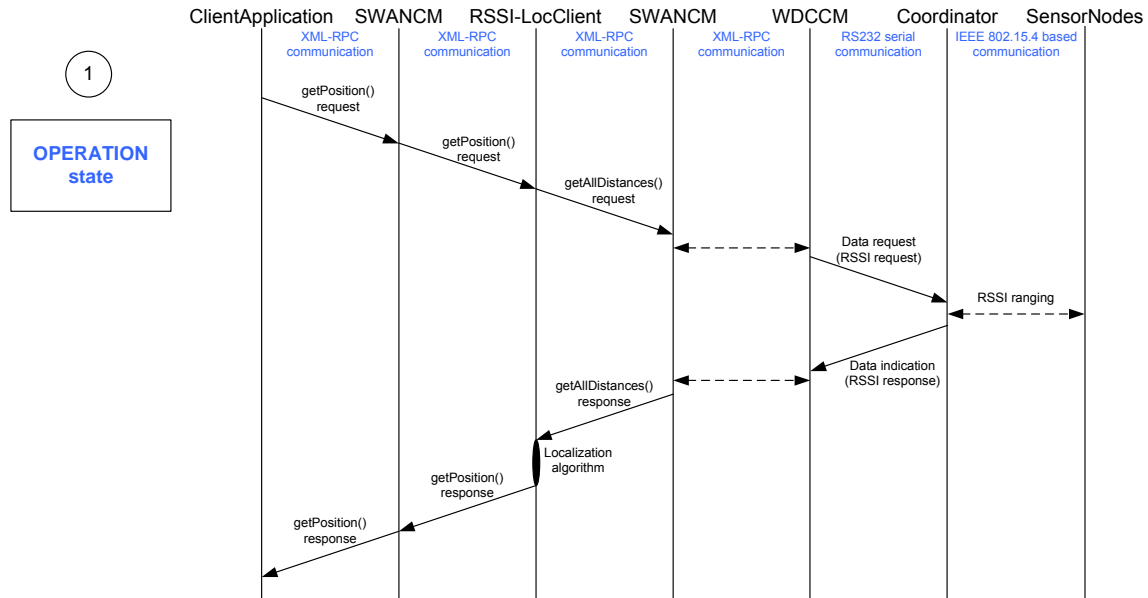 ClientApplication SWANCM RSSI-LocClient SWANCM WDCCM Coordinator SensorNodes
XML-RPC communication
XML-RPC communication
XML-RPC communication
XML-RPC communication
RS232 serial communication
IEEE 802.15.4 based communication
1
OPERATION
state
getPosition()
request
getPosition()
request
getAllDistances()
request
Data request
(RSSI request)
RSSI ranging
Data indication
(RSSI response)
getAllDistances()
response
Localization
algorithm
getPosition()
response
getPosition()
response